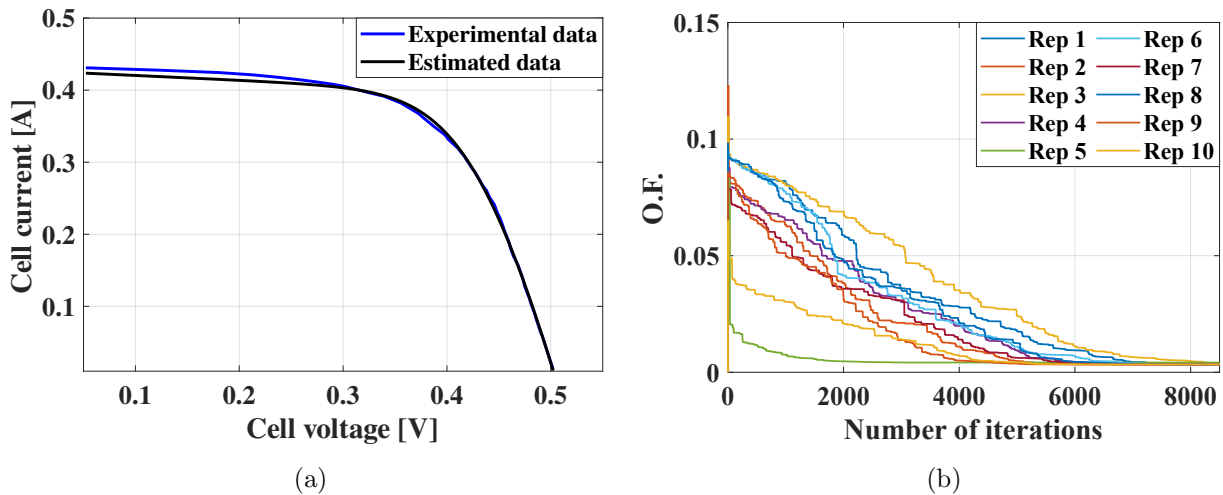 0.5
0.4
0.3
0.2
0.1
Cell current [A]
Experimental data
Estimated data
0.1 0.2 0.3 0.4 0.5
Cell voltage [V]
(a)
0.15
0.1
0.05
0
O.F.
Rep 1 Rep 6
Rep 2 Rep 7
Rep 3 Rep 8
Rep 4 Rep 9
Rep 5 Rep 10
0 2000 4000 6000 8000
Number of iterations
(b)